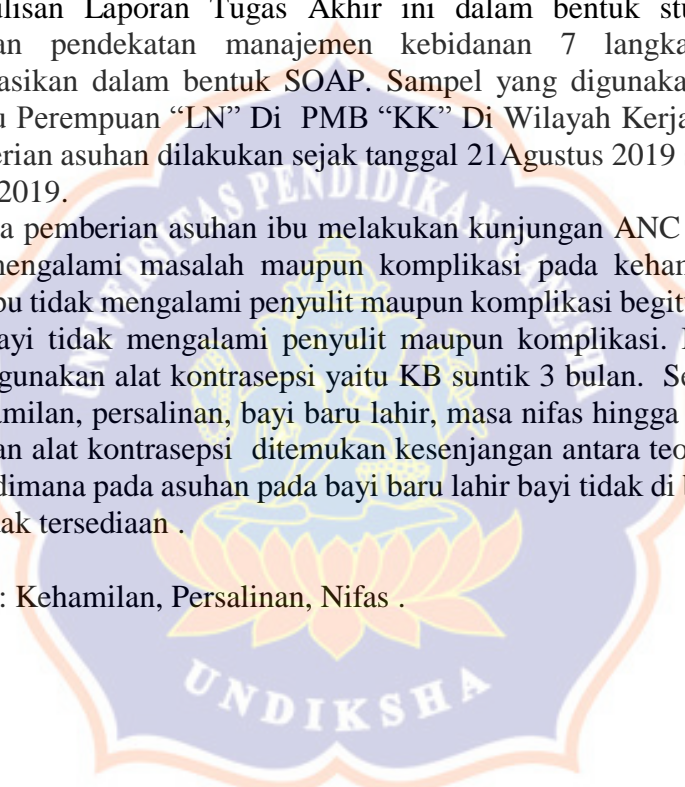 ulisan Laporan Tugas Akhir ini dalam bentuk stu
an pendekatan manajemen kebidanan 7 langka
asikan dalam bentuk SOAP. Sampel yang digunaka
u Perempuan “LN” Di PMB “KK” Di Wilayah Kerja
erian asuhan dilakukan sejak tanggal 21Agustus 2019
2019.
a pemberian asuhan ibu melakukan kunjungan ANC
mengalami masalah maupun komplikasi pada keham
bu tidak mengalami penyulit maupun komplikasi begit
ayi tidak mengalami penyulit maupun komplikasi.
gunakan alat kontrasepsi yaitu KB suntik 3 bulan. Se
amilan, persalinan, bayi baru lahir, masa nifas hingga
an alat kontrasepsi ditemukan kesenjangan antara teo
dimana pada asuhan pada bayi baru lahir bayi tidak di
ak tersediaan .
: Kehamilan, Persalinan, Nifas .
UNIVERSITAS PENDIDIKAN GANESHA
UNDIKSHA